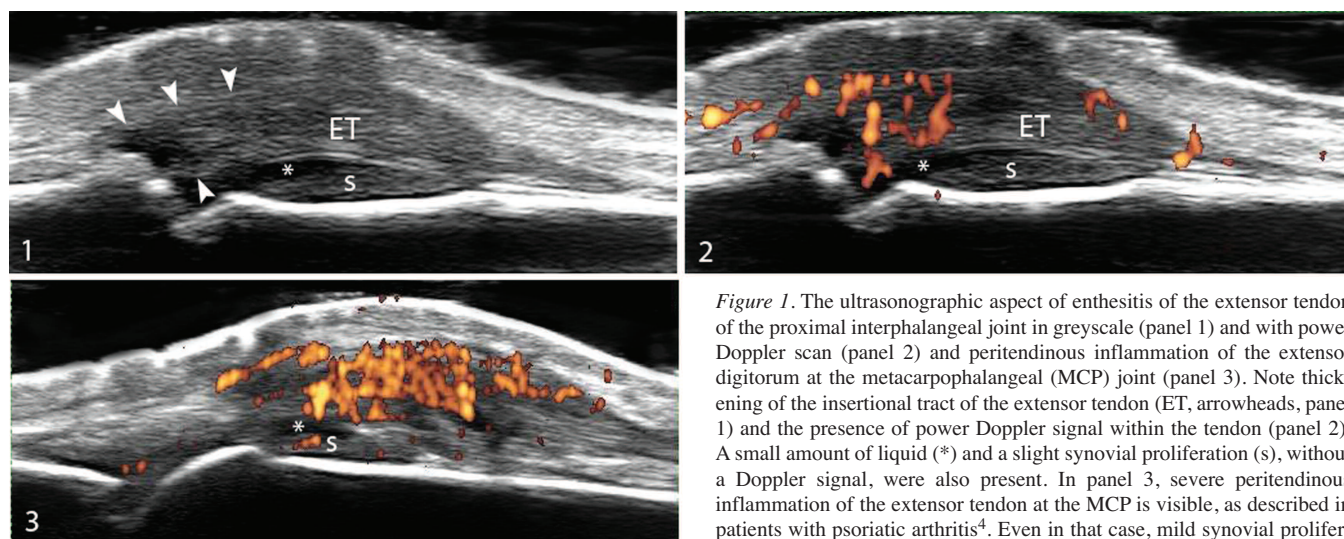 ET
*
s
1
ET
*
s
2
*
s
3
Figure 1. The ultrasonographic aspect of enthesitis of the extensor tendon
of the proximal interphalangeal joint in greyscale (panel 1) and with powe
Doppler scan (panel 2) and peritendinous inflammation of the extenso
digitorum at the metacarpophalangeal (MCP) joint (panel 3). Note thick
ening of the insertional tract of the extensor tendon (ET, arrowheads, pane
1) and the presence of power Doppler signal within the tendon (panel 2)
A small amount of liquid (*) and a slight synovial proliferation (s), withou
a Doppler signal, were also present. In panel 3, severe peritendinou
inflammation of the extensor tendon at the MCP is visible, as described in
patients with psoriatic arthritis4. Even in that case, mild synovial prolifer